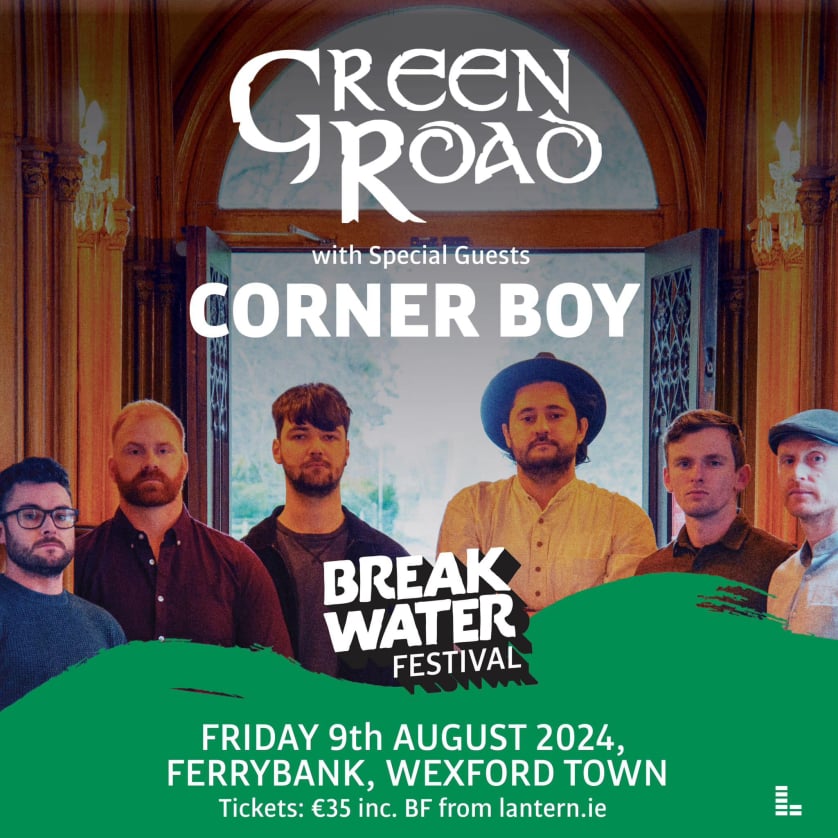 GREEN
ROAD
with Special Guests
CORNER BOY
BREAK
WATER
FESTIVAL
FRIDAY 9th AUGUST 2024,
FERRYBANK, WEXFORD TOWN
Tickets: €35 inc. BF from lantern.ie